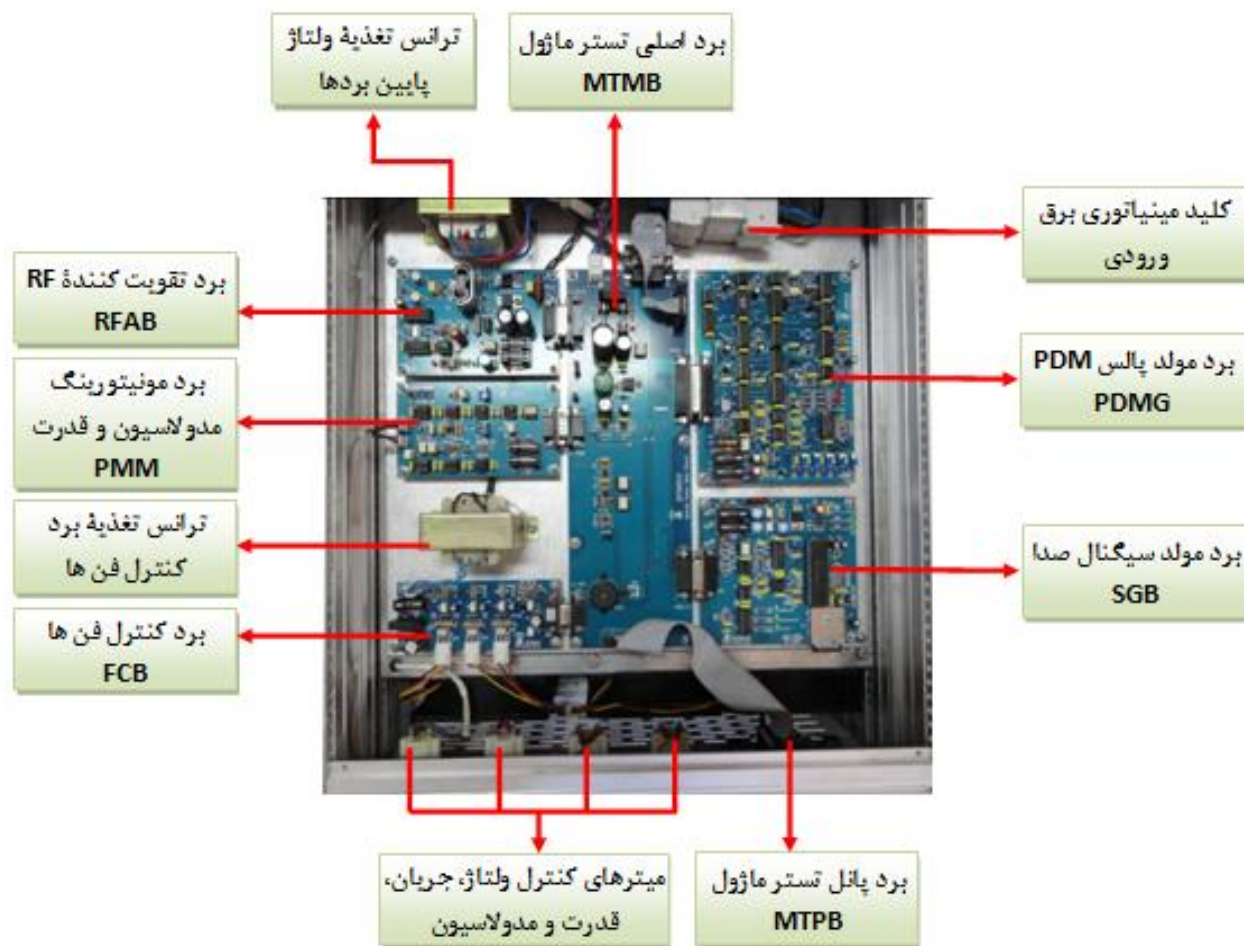 ترانس تغذیهٔ ولتاژ
پایین بردها
برد اصلی تستر ماژول
MTMB
کلید مینیاتوری برق
ورودی
برد تقویت کنندهٔ RF
RFAB
برد مولد پالس PDM
PDMG
برد مونیتورینگ
مدولاسیون و قدرت
PMM
ترانس تغذیهٔ برد
کنترل فن ها
برد مولد سیگنال صدا
SGB
برد کنترل فن ها
FCB
میترهای کنترل ولتاژ، جریان،
قدرت و مدولاسیون
برد پانل تستر ماژول
MTPB